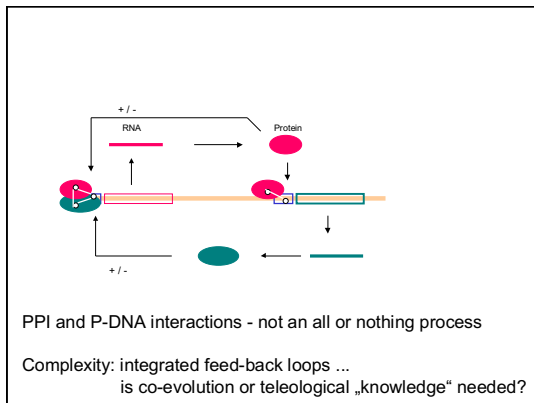 + / -
RNA
Protein
+ / -
PPI and P-DNA interactions - not an all or nothing process
Complexity: integrated feed-back loops ...
is co-evolution or teleological „knowledge“ needed?